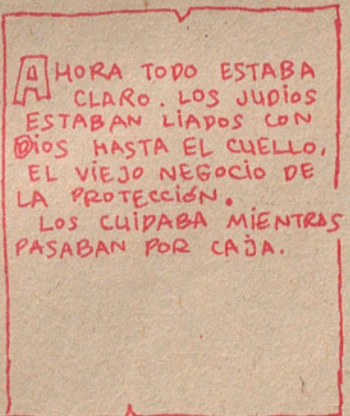 AHORA TODO ESTABA
CLARO. LOS JUDíOS
ESTABAN LIADOS CON
DIOS HASTA EL CUELLO,
EL VIEJO NEGOCIO DE
LA PROTECCIÓN.
LOS CUIDABA MIENTRAS
PASABAN POR CAJA.